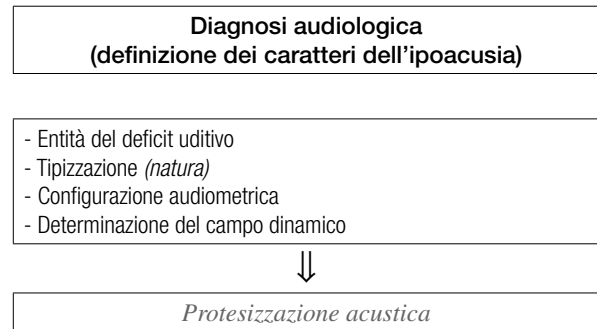 Diagnosi audiologica
(definizione dei caratteri dell'ipoacusia)
- Entità del deficit uditivo
- Tipizzazione (natura)
- Configurazione audiometrica
- Determinazione del campo dinamico
⇓
Protesizzazione acustica